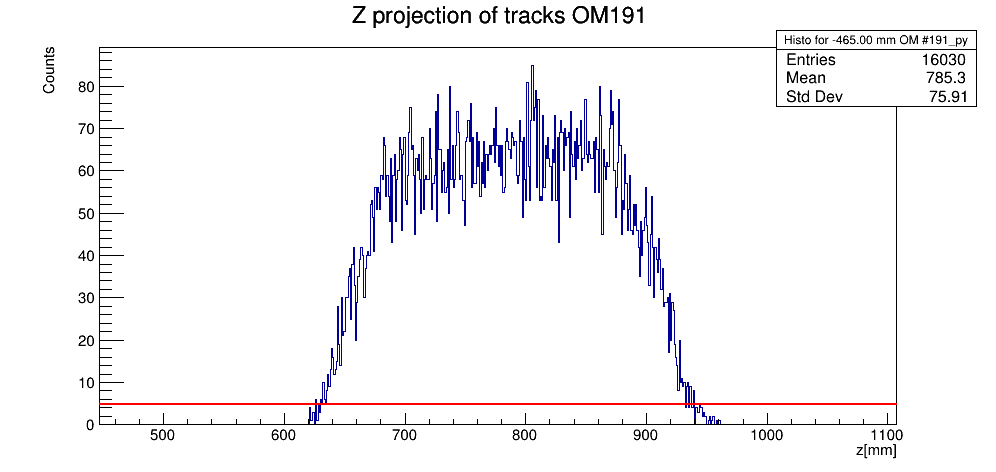 Z projection of tracks OM191
Histo for -465.00 mm OM #191_py
Entries 16030
Mean 785.3
Std Dev 75.91
Counts
80
70
60
50
40
30
20
10
0
500 600 700 800 900 1000 1100
z[mm]